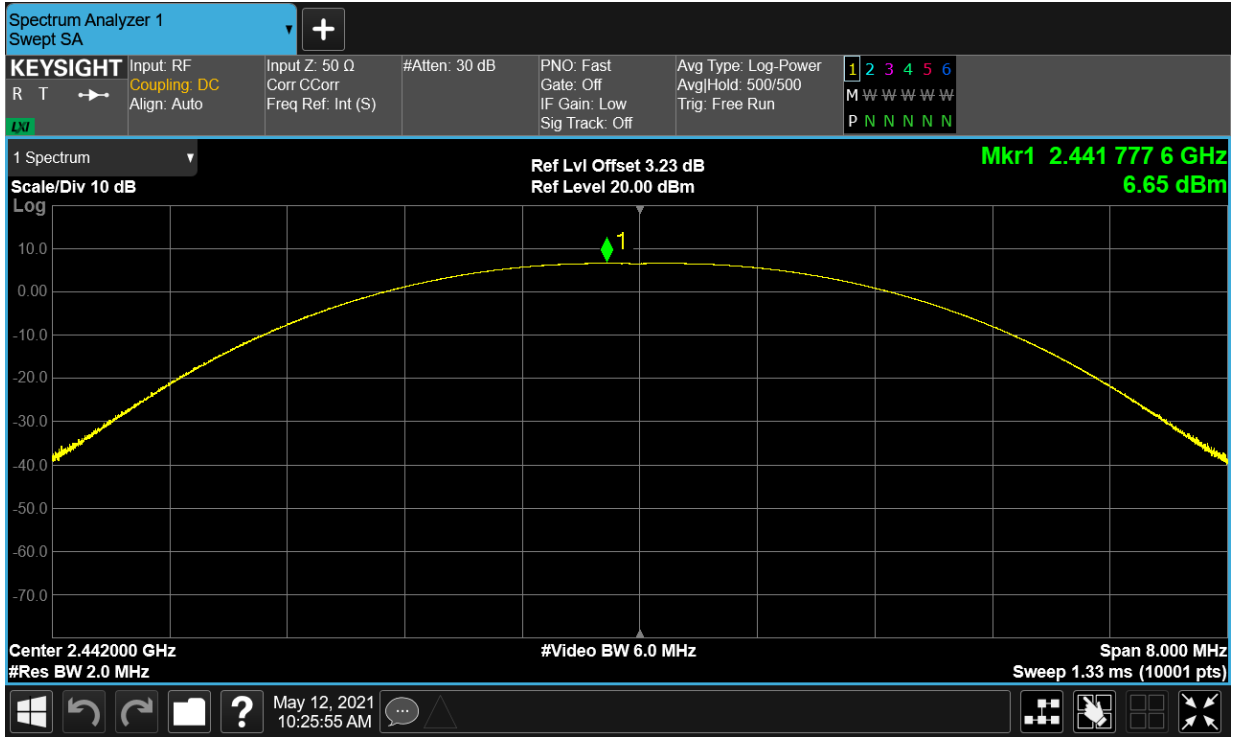 Spectrum Analyzer 1
Swept SA
▼
+
KEYSIGHT
R T
LXI
Input: RF
Coupling: DC
Align: Auto
Input Z: 50 Ω
Corr CCorr
Freq Ref: Int (S)
#Atten: 30 dB
PNO: Fast
Gate: Off
IF Gain: Low
Sig Track: Off
Avg Type: Log-Power
Avg|Hold: 500/500
Trig: Free Run
1 2 3 4 5 6
M W W W W W
P N N N N N
1 Spectrum ▼
Scale/Div 10 dB
Log
Ref Lvl Offset 3.23 dB
Ref Level 20.00 dBm
Mkr1 2.441 777 6 GHz
6.65 dBm
1
10.0
0.00
-10.0
-20.0
-30.0
-40.0
-50.0
-60.0
-70.0
Center 2.442000 GHz
#Res BW 2.0 MHz
#Video BW 6.0 MHz
Span 8.000 MHz
Sweep 1.33 ms (10001 pts)
?
May 12, 2021
10:25:55 AM